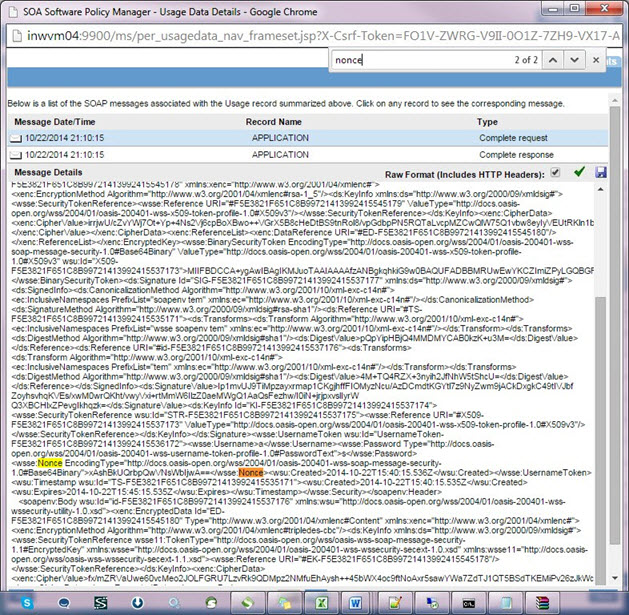 SOA Software Policy Manager - Usage Data Details - Google Chrome
inwvm04:9900/ms/per_usagedata_nav_frameset.jsp?X-Csrf-Token=FO1V-ZWRG-V9II-0O1Z-7ZH9-VX17-A
nonce 2 of 2
Below is a list of the SOAP messages associated with the Usage record summarized above. Click on any record to see the corresponding message.
Message Date/Time Record Name Type
10/22/2014 21:10:15 APPLICATION Complete request
10/22/2014 21:10:15 APPLICATION Complete response
Message Details Raw Format (Includes HTTP Headers):
F5E3821F651C8B99721413992415545178" xmlns:xenc="http://www.w3.org/2001/04/xmlenc#">
<xenc:EncryptionMethod Algorithm="http://www.w3.org/2001/04/xmlenc#rsa-1_5"/><ds:KeyInfo xmlns:ds="http://www.w3.org/2000/09/xmldsig#">
<wsse:SecurityTokenReference><wsse:Reference URI="#F5E3821F651C8B99721413992415545179" ValueType="http://docs.oasis-
open.org/wss/2004/01/oasis-200401-wss-x509-token-profile-1.0#X509v3"/></wsse:SecurityTokenReference></ds:KeyInfo><xenc:CipherData>
</xenc:CipherData><xenc:ReferenceList><xenc:DataReference URI="#ED-F5E3821F651C8B99721413992415545180"/>
</xenc:ReferenceList></xenc:EncryptedKey><wsse:BinarySecurityToken EncodingType="http://docs.oasis-open.org/wss/2004/01/oasis-200401-wss-
soap-message-security-1.0#Base64Binary" ValueType="http://docs.oasis-open.org/wss/2004/01/oasis-200401-wss-x509-token-profile-
1.0#X509v3" wsu:Id="X509-
</wsse:BinarySecurityToken><ds:Signature Id="SIG-F5E3821F651C8B99721413992415537177" xmlns:ds="http://www.w3.org/2000/09/xmldsig#">
<ds:SignedInfo><ds:CanonicalizationMethod Algorithm="http://www.w3.org/2001/10/xml-exc-c14n#">
<ec:InclusiveNamespaces PrefixList="soapenv tem" xmlns:ec="http://www.w3.org/2001/10/xml-exc-c14n#"/></ds:CanonicalizationMethod>
<ds:SignatureMethod Algorithm="http://www.w3.org/2000/09/xmldsig#rsa-sha1"/><ds:Reference URI="#TS-
F5E3821F651C8B99721413992415535171"><ds:Transforms><ds:Transform Algorithm="http://www.w3.org/2001/10/xml-exc-c14n#">
<ec:InclusiveNamespaces PrefixList="wsse soapenv tem" xmlns:ec="http://www.w3.org/2001/10/xml-exc-c14n#"/></ds:Transform></ds:Transforms>
<ds:DigestMethod Algorithm="http://www.w3.org/2000/09/xmldsig#sha1"/><ds:DigestValue>pQpYipHBjQ4MMDMYCAB0kzK+u3M=</ds:DigestValue>
</ds:Reference><ds:Reference URI="#id-F5E3821F651C8B99721413992415537176"><ds:Transforms>
<ds:Transform Algorithm="http://www.w3.org/2001/10/xml-exc-c14n#">
<ec:InclusiveNamespaces PrefixList="tem" xmlns:ec="http://www.w3.org/2001/10/xml-exc-c14n#"/></ds:Transform></ds:Transforms>
<ds:DigestMethod Algorithm="http://www.w3.org/2000/09/xmldsig#sha1"/><ds:DigestValue>4M+TQ4RZX+3nyih2JfNhW5tShcU=</ds:DigestValue>
<wsse:SecurityTokenReference wsu:Id="STR-F5E3821F651C8B99721413992415537175"><wsse:Reference URI="#X509-
F5E3821F651C8B99721413992415537173" ValueType="http://docs.oasis-open.org/wss/2004/01/oasis-200401-wss-x509-token-profile-1.0#X509v3"/>
</wsse:SecurityTokenReference></ds:KeyInfo></ds:Signature><wsse:UsernameToken wsu:Id="UsernameToken-
F5E3821F651C8B99721413992415536172"><wsse:Username>a</wsse:Username><wsse:Password Type="http://docs.oasis-
open.org/wss/2004/01/oasis-200401-wss-username-token-profile-1.0#PasswordText">s</wsse:Password>
<wsse:Nonce EncodingType="http://docs.oasis-open.org/wss/2004/01/oasis-200401-wss-soap-message-security-
1.0#Base64Binary">xAshBkUQrbpQw\/NsWbIjwA==</wsse:Nonce><wsu:Created>2014-10-22T15:40:15.536Z</wsu:Created></wsse:UsernameToken>
<wsu:Timestamp wsu:Id="TS-F5E3821F651C8B99721413992415535171"><wsu:Created>2014-10-22T15:40:15.535Z</wsu:Created>
<wsu:Expires>2014-10-22T15:45:15.535Z</wsu:Expires></wsu:Timestamp></wsse:Security></soapenv:Header>
<soapenv:Body wsu:Id="id-F5E3821F651C8B99721413992415537176" xmlns:wsu="http://docs.oasis-open.org/wss/2004/01/oasis-200401-wss-
wssecurity-utility-1.0.xsd"><xenc:EncryptedData Id="ED-
F5E3821F651C8B99721413992415545180" Type="http://www.w3.org/2001/04/xmlenc#Content" xmlns:xenc="http://www.w3.org/2001/04/xmlenc#">
<xenc:EncryptionMethod Algorithm="http://www.w3.org/2001/04/xmlenc#tripledes-cbc"/><ds:KeyInfo xmlns:ds="http://www.w3.org/2000/09/xmldsig#">
<wsse:SecurityTokenReference wsse11:TokenType="http://docs.oasis-open.org/wss/oasis-wss-soap-message-security-
1.1#EncryptedKey" xmlns:wsse="http://docs.oasis-open.org/wss/2004/01/oasis-200401-wss-wssecurity-secext-1.0.xsd" xmlns:wsse11="http://docs.oasis-
open.org/wss/oasis-wss-wssecurity-secext-1.1.xsd"><wsse:Reference URI="#EK-F5E3821F651C8B99721413992415545178"/>
</wsse:SecurityTokenReference></ds:KeyInfo><xenc:CipherData>